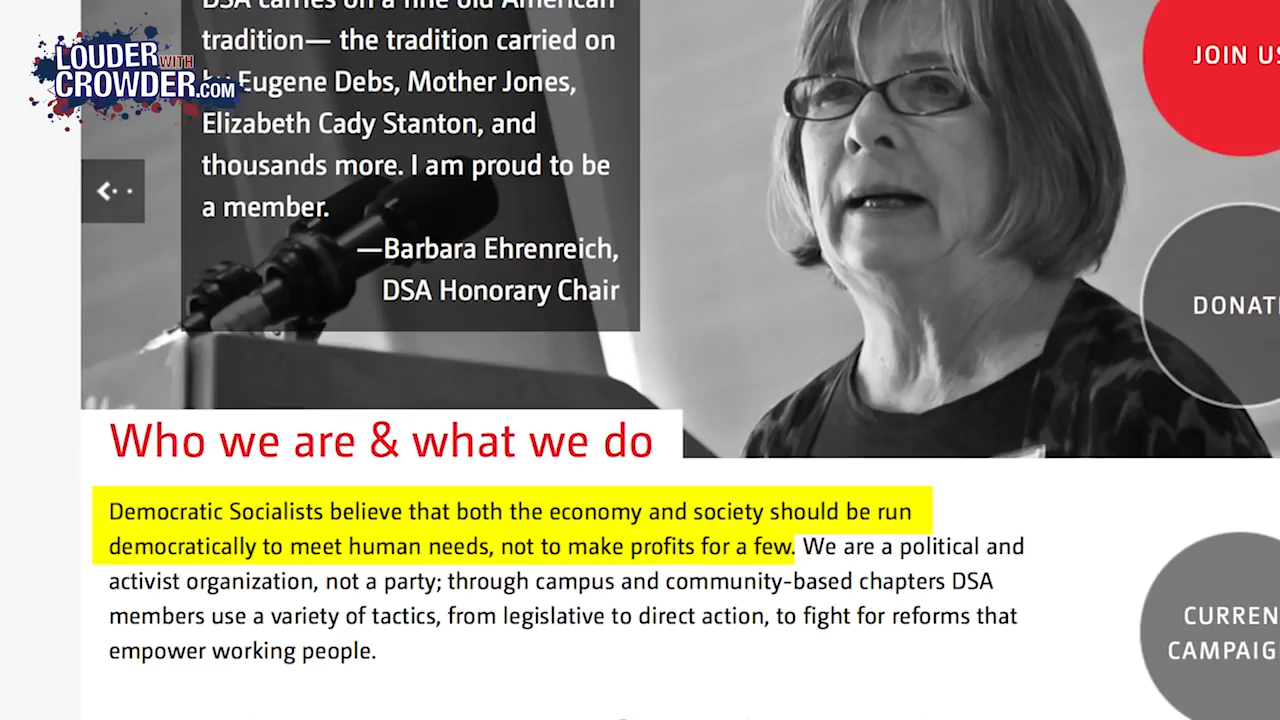 DSA carries on a fine old American
tradition— the tradition carried on
by Eugene Debs, Mother Jones,
Elizabeth Cady Stanton, and
thousands more. I am proud to be
a member.
—Barbara Ehrenreich,
DSA Honorary Chair
LOUDER WITH
CROWDER.COM
JOIN US
DONAT
Who we are & what we do
Democratic Socialists believe that both the economy and society should be run
democratically to meet human needs, not to make profits for a few. We are a political and
activist organization, not a party; through campus and community-based chapters DSA
members use a variety of tactics, from legislative to direct action, to fight for reforms that
empower working people.
CURREN
CAMPAIG